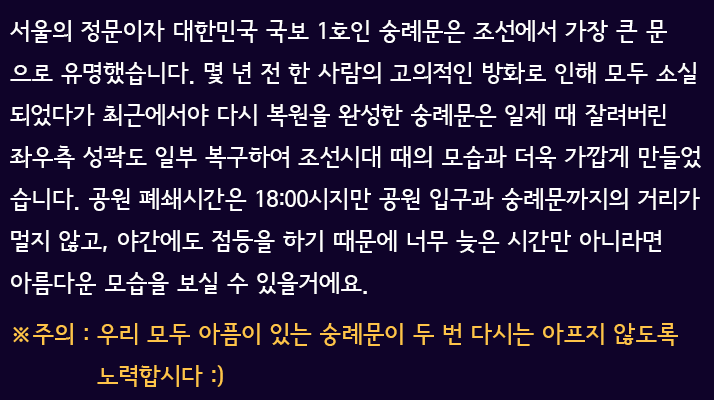 서울의 정문이자 대한민국 국보 1호인 숭례문은 조선에서 가장 큰 문
으로 유명했습니다. 몇 년 전 한 사람의 고의적인 방화로 인해 모두 소실
되었다가 최근에서야 다시 복원을 완성한 숭례문은 일제 때 잘려버린
좌우측 성곽도 일부 복구하여 조선시대 때의 모습과 더욱 가깝게 만들었
습니다. 공원 폐쇄시간은 18:00시지만 공원 입구과 숭례문까지의 거리가
멀지 않고, 야간에도 점등을 하기 때문에 너무 늦은 시간만 아니라면
아름다운 모습을 보실 수 있을거에요.
※주의 : 우리 모두 아픔이 있는 숭례문이 두 번 다시는 아프지 않도록
노력합시다 :)